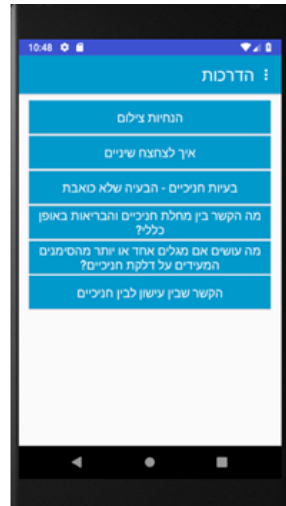 10:48
הדרכות
הנחיות צילום
איך לצחצח שיניים
בעיות חניכיים - הבעיה שלא כואבת
מה הקשר בין מחלת חניכיים והבריאות באופן
כללי?
מה עושים אם מגלים אחד או יותר מהסימנים
המעידים על דלקת חניכיים?
הקשר שבין עישון לבין חניכיים